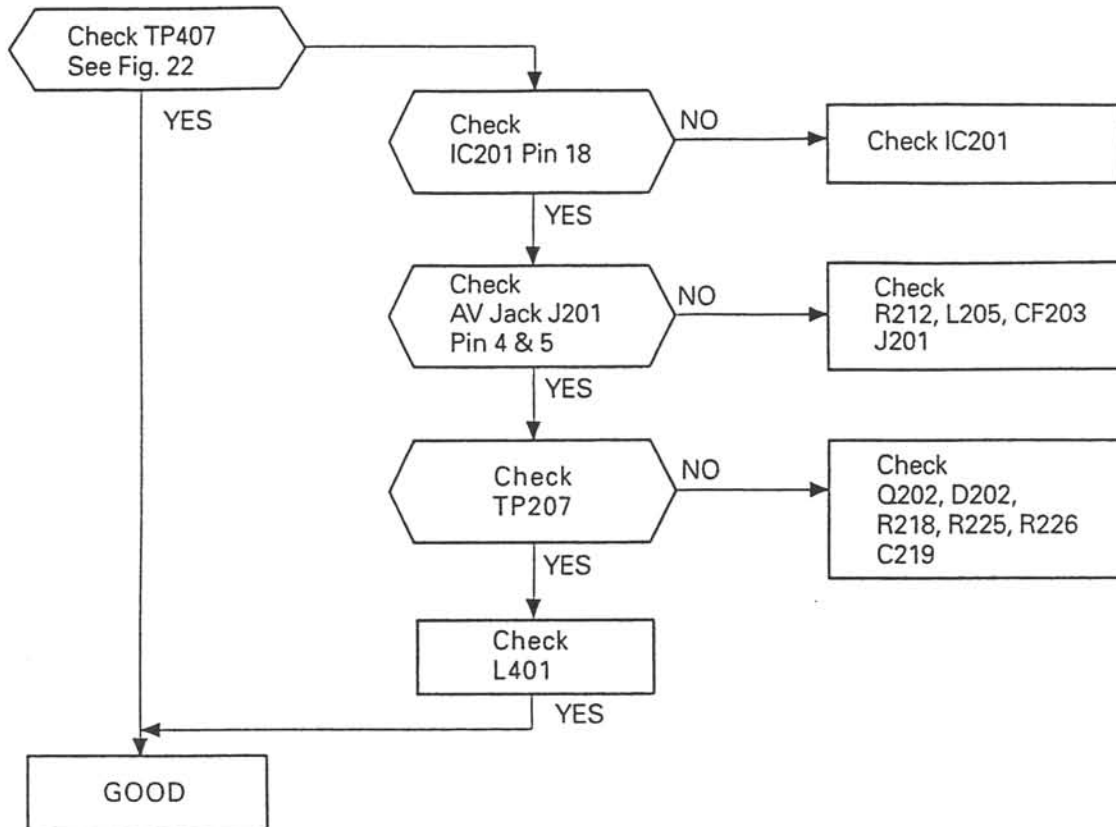 Check TP407
See Fig. 22
YES
Check
IC201 Pin 18
NO
Check IC201
YES
Check
AV Jack J201
Pin 4 & 5
NO
Check
R212, L205, CF203
J201
YES
Check
TP207
NO
Check
Q202, D202,
R218, R225, R226
C219
YES
Check
L401
YES
GOOD